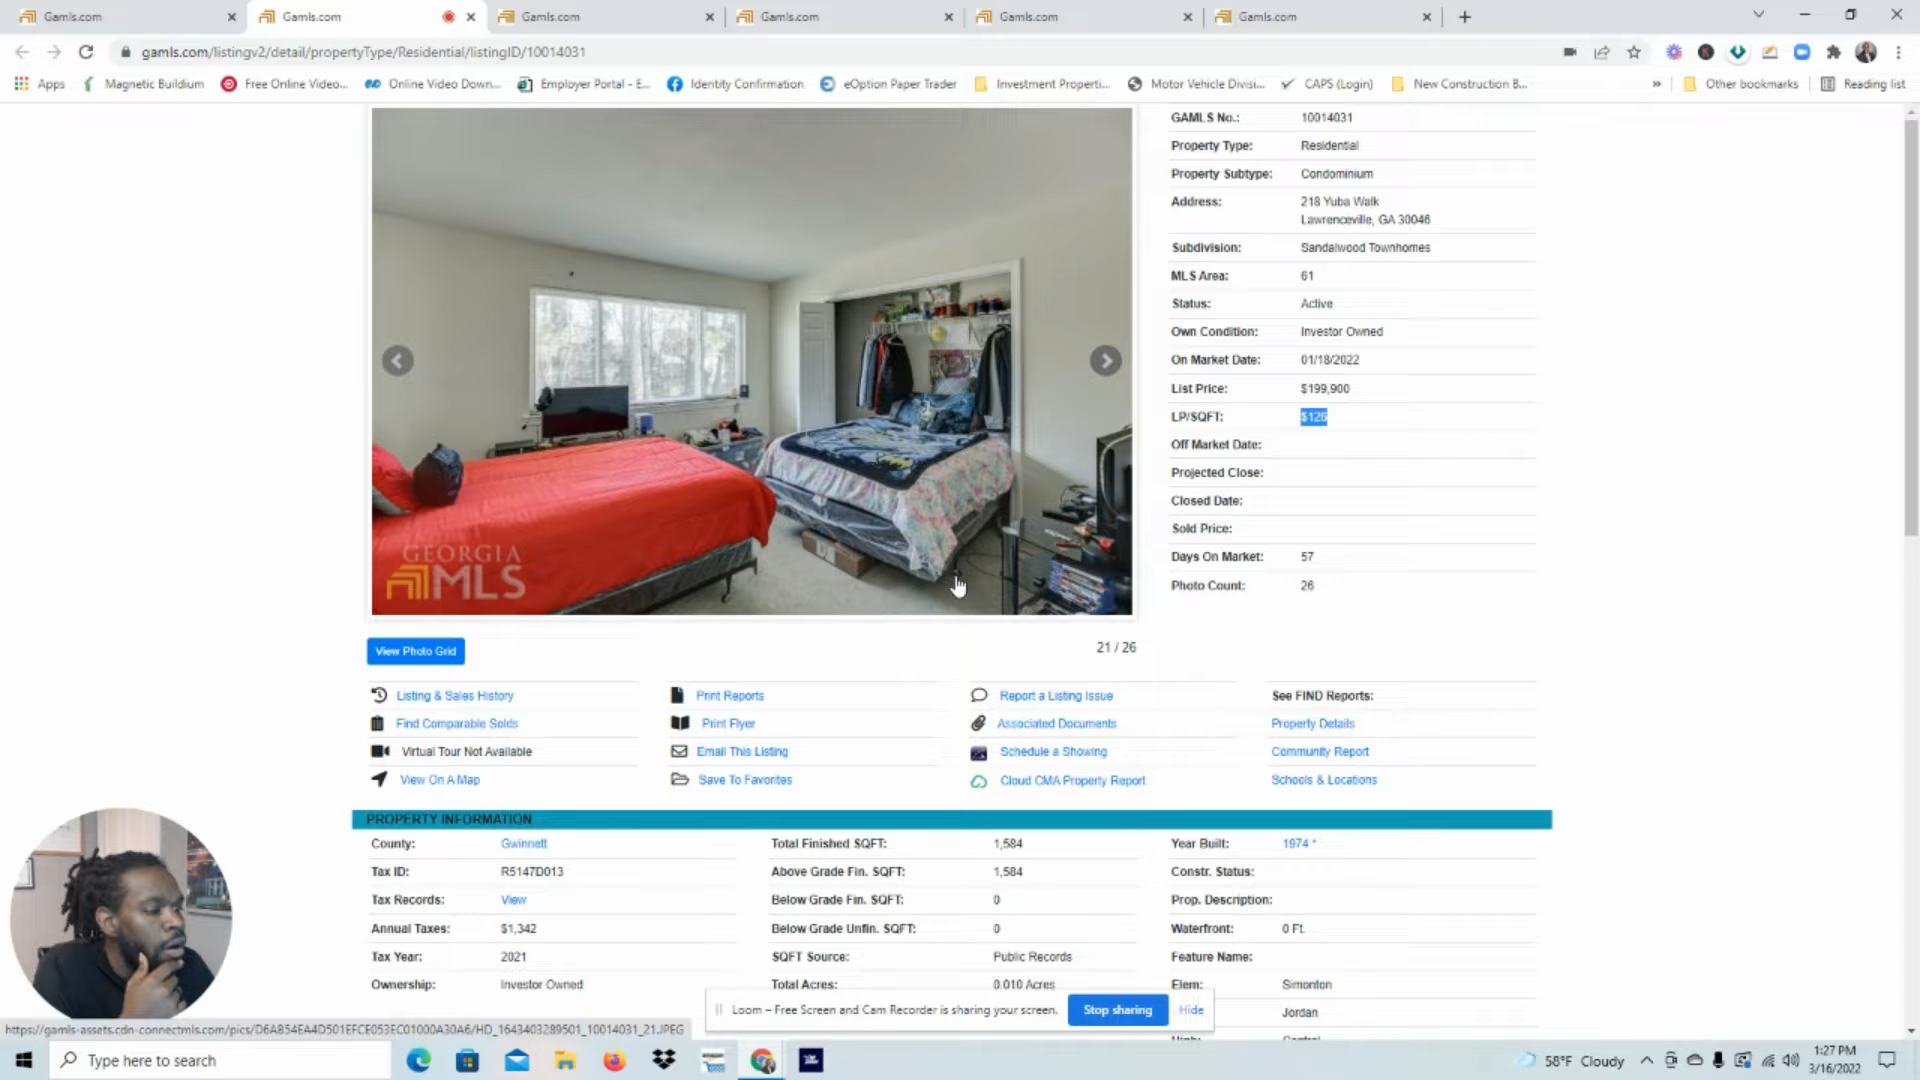 Gamls.com
Gamls.com
Gamls.com
Gamls.com
Gamls.com
Gamls.com
gamls.com/listingv2/detail/propertyType/Residential/listingID/10014031
Apps
Magnetic Buildium
Free Online Video...
Online Video Down...
Employer Portal - E...
Identity Confirmation
eOption Paper Trader
Investment Properti...
Motor Vehicle Divisi...
CAPS (Login)
New Construction B...
»
Other bookmarks
Reading list
GEORGIA
MLS
GAMLS No.: 10014031
Property Type: Residential
Property Subtype: Condominium
Address: 218 Yuba Walk
Lawrenceville, GA 30046
Subdivision: Sandalwood Townhomes
MLS Area: 61
Status: Active
Own Condition: Investor Owned
On Market Date: 01/18/2022
List Price: $199,900
LP/SQFT: $126
Off Market Date:
Projected Close:
Closed Date:
Sold Price:
Days On Market: 57
Photo Count: 26
View Photo Grid
21 / 26
Listing & Sales History
Find Comparable Solds
Virtual Tour Not Available
View On A Map
Print Reports
Print Flyer
Email This Listing
Save To Favorites
Report a Listing Issue
Associated Documents
Schedule a Showing
Cloud CMA Property Report
See FIND Reports:
Property Details
Community Report
Schools & Locations
PROPERTY INFORMATION
County: Gwinnett
Tax ID: R5147D013
Tax Records: View
Annual Taxes: $1,342
Tax Year: 2021
Ownership: Investor Owned
Total Finished SQFT: 1,584
Above Grade Fin. SQFT: 1,584
Below Grade Fin. SQFT: 0
Below Grade Unfin. SQFT: 0
SQFT Source: Public Records
Total Acres: 0.010 Acres
Year Built: 1974 *
Constr. Status:
Prop. Description:
Waterfront: 0 Ft.
Feature Name:
Elem: Simonton
Jordan
Loom – Free Screen and Cam Recorder is sharing your screen.
Stop sharing
Hide
https://gamls-assets.cdn-connectmls.com/pics/D6AB54EA4D501EFCE053EC01000A30A6/HD_1643403289501_10014031_21.JPEG
Type here to search
58°F Cloudy
1:27 PM
3/16/2022